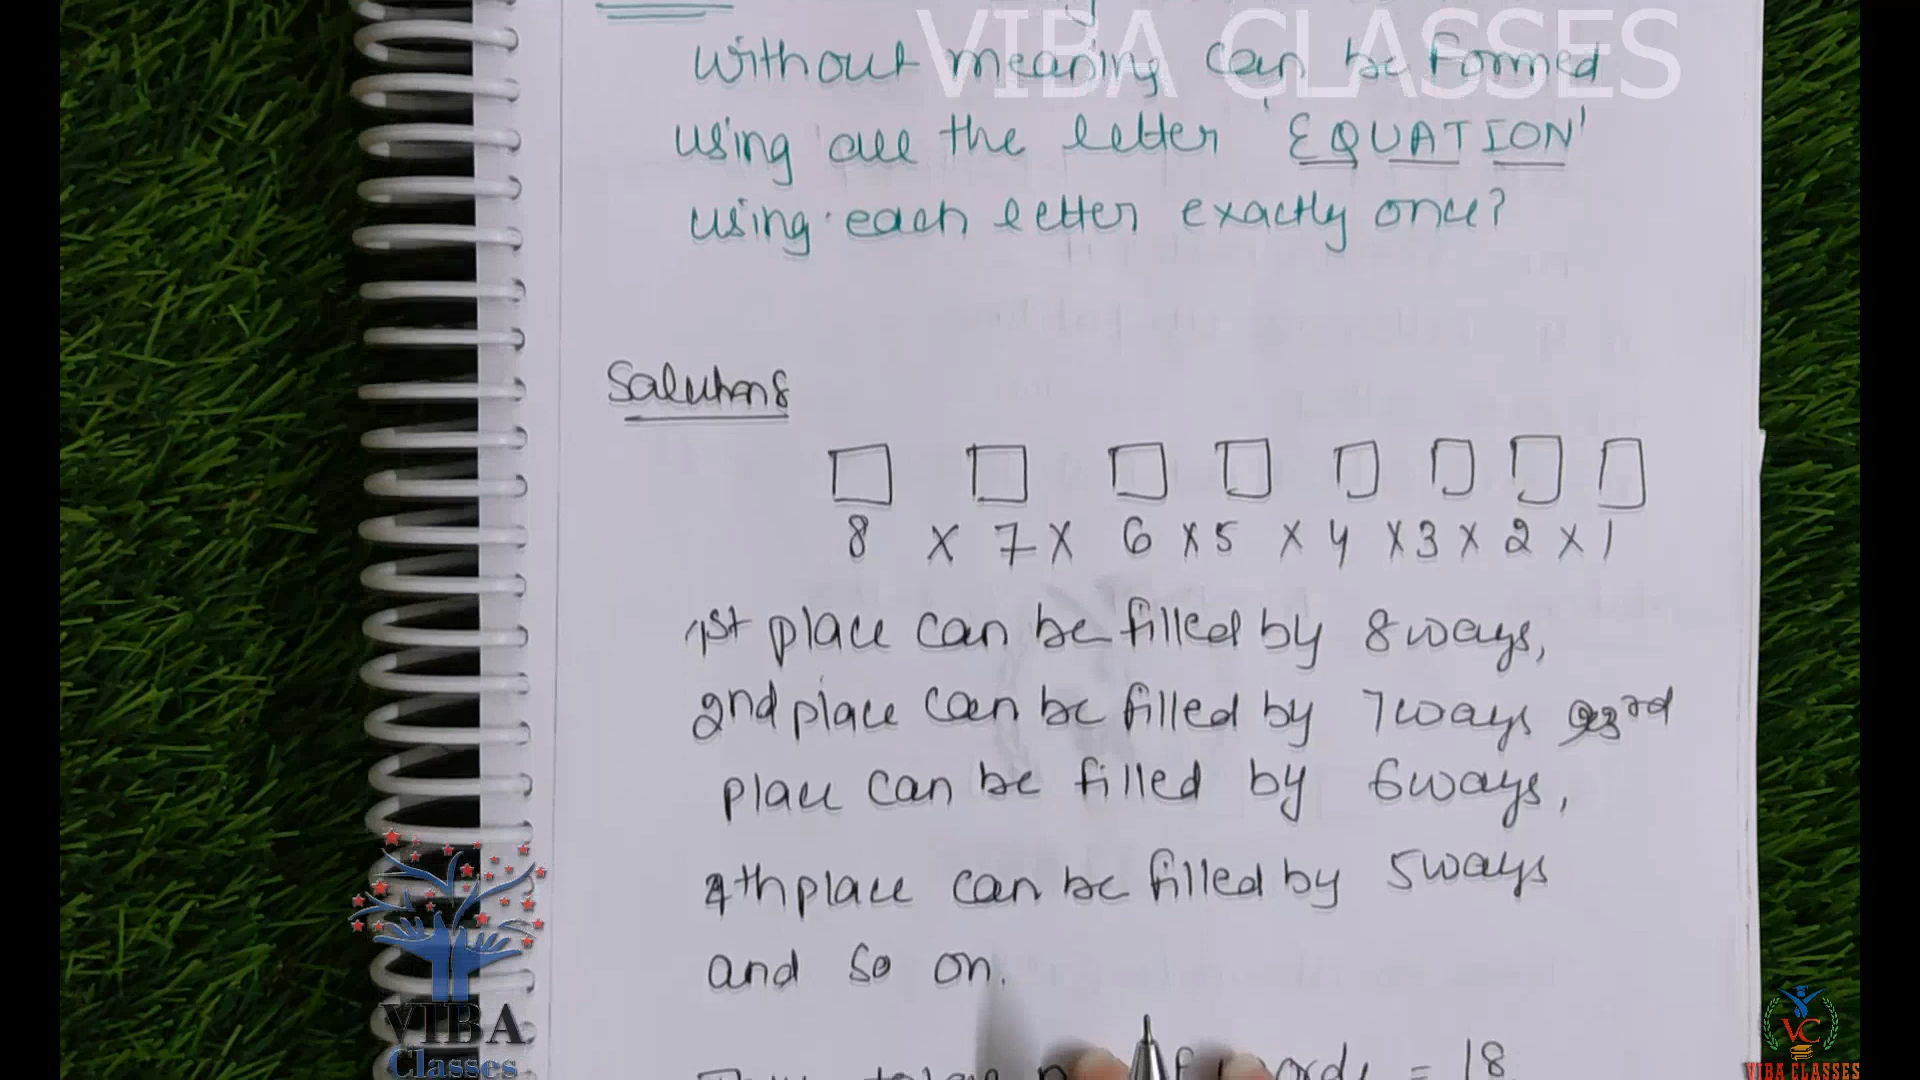 VIBA CLASSES
without meaning can be formed
using all the letter 'EQUATION'
using each letter exactly once?
Solutions
8 x 7 x 6 x 5 x 4 x 3 x 2 x 1
1st place can be filled by 8 ways,
2nd place can be filled by 7 ways 3rd
place can be filled by 6 ways,
4th place can be filled by 5 ways
and so on.
= 18
VIBA
Classes
VC
VIBA CLASSES